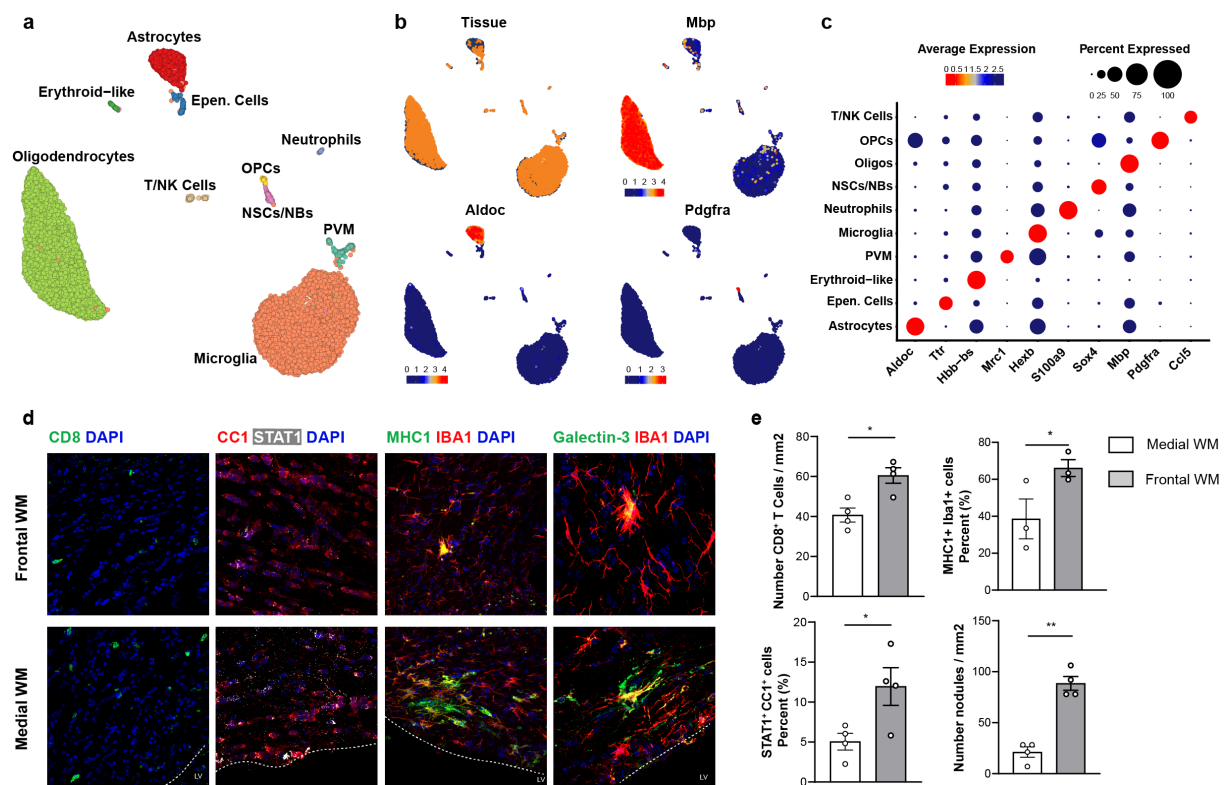 a
Astrocytes
Erythroid−like
Epen. Cells
Oligodendrocytes
Neutrophils
T/NK Cells
OPCs
NSCs/NBs
PVM
Microglia
b
Tissue
Mbp
0 1 2 3 4
Aldoc
Pdgfra
0 1 2 3 4
0 1 2 3
c
Average Expression
Percent Expressed
0 0.5 1 1.5 2 2.5
0 25 50 75 100
T/NK Cells
OPCs
Oligos
NSCs/NBs
Neutrophils
Microglia
PVM
Erythroid−like
Epen. Cells
Astrocytes
Aldoc
Ttr
Hbb−bs
Mrc1
Hexb
S100a9
Sox4
Mbp
Pdgfra
Ccl5
d
CD8 DAPI
CC1 STAT1 DAPI
MHC1 IBA1 DAPI
Galectin-3 IBA1 DAPI
Frontal WM
Medial WM
LV
LV
LV
LV
e
Number CD8+ T Cells / mm2
80
60
40
20
0
*
MHC1+ Iba1+ cells
Percent (%)
80
60
40
20
0
*
Medial WM
Frontal WM
STAT1+ CC1+ cells
Percent (%)
20
15
10
5
0
*
Number nodules / mm2
150
100
50
0
**